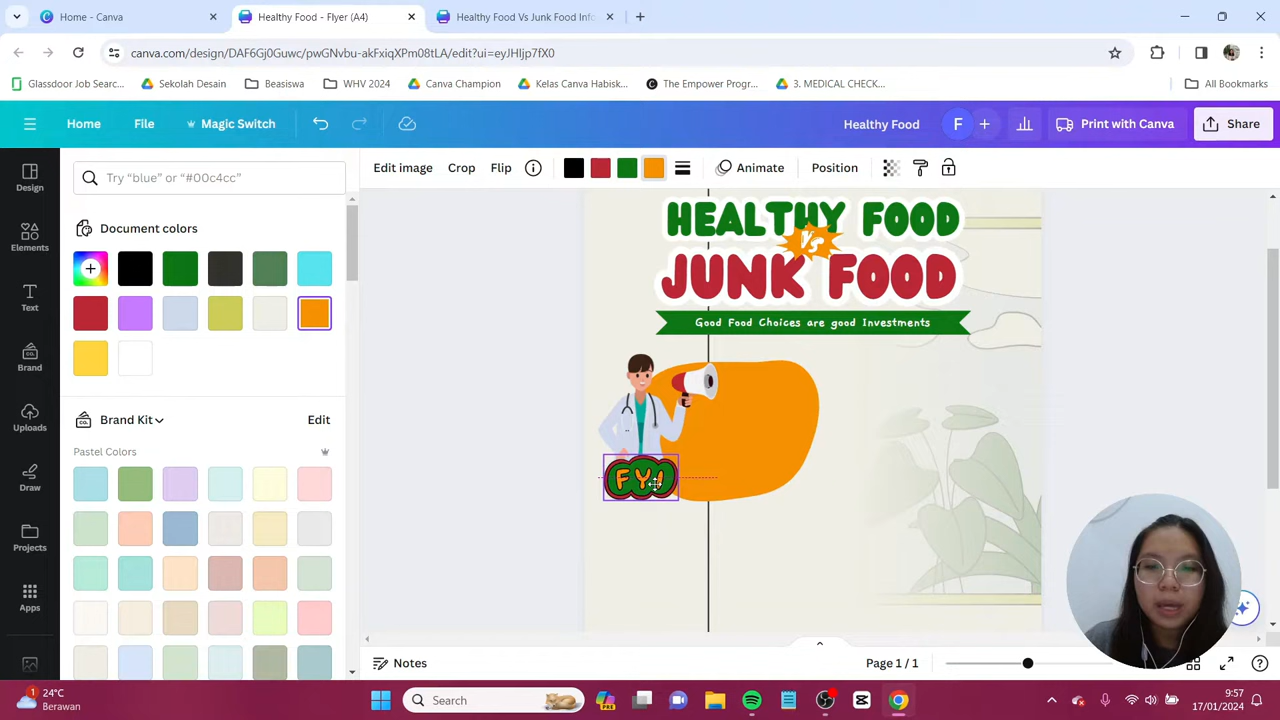 Home - Canva
Healthy Food - Flyer (A4)
Healthy Food Vs Junk Food Info
canva.com/design/DAF6Gj0Guwc/pwGNvbu-akFxiqXPm08tLA/edit?ui=eyJHIjp7fX0
Glassdoor Job Searc...
Sekolah Desain
Beasiswa
WHV 2024
Canva Champion
Kelas Canva Habisk...
The Empower Progr...
3. MEDICAL CHECK...
All Bookmarks
Home
File
Magic Switch
Healthy Food
F
Print with Canva
Share
Design
Elements
Text
Brand
Uploads
Draw
Projects
Apps
Try “blue” or “#00c4cc”
Document colors
Brand Kit
Edit
Pastel Colors
Edit image
Crop
Flip
Animate
Position
HEALTHY FOOD
VS
JUNK FOOD
Good Food Choices are good Investments
FYI
Notes
Page 1 / 1
1
24°C
Berawan
Search
PRE
9:57
17/01/2024